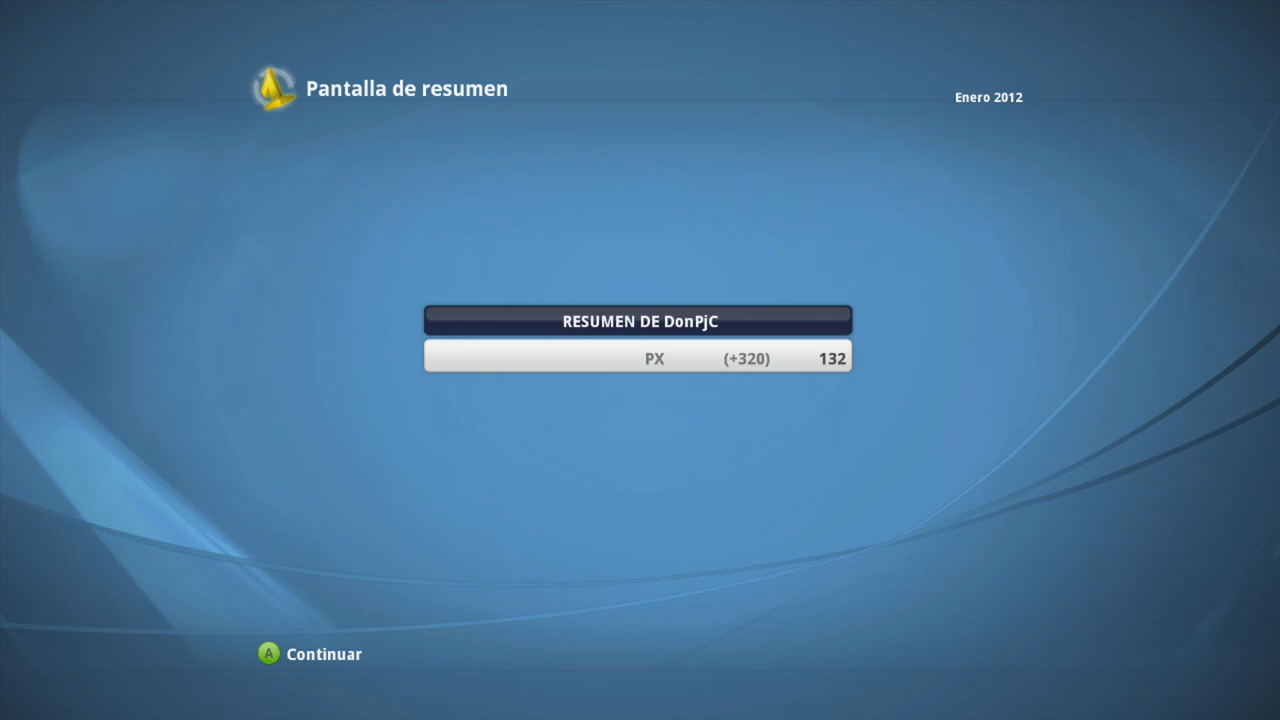 Pantalla de resumen
Enero 2012
RESUMEN DE DonPjC
PX (+320) 132
A Continuar